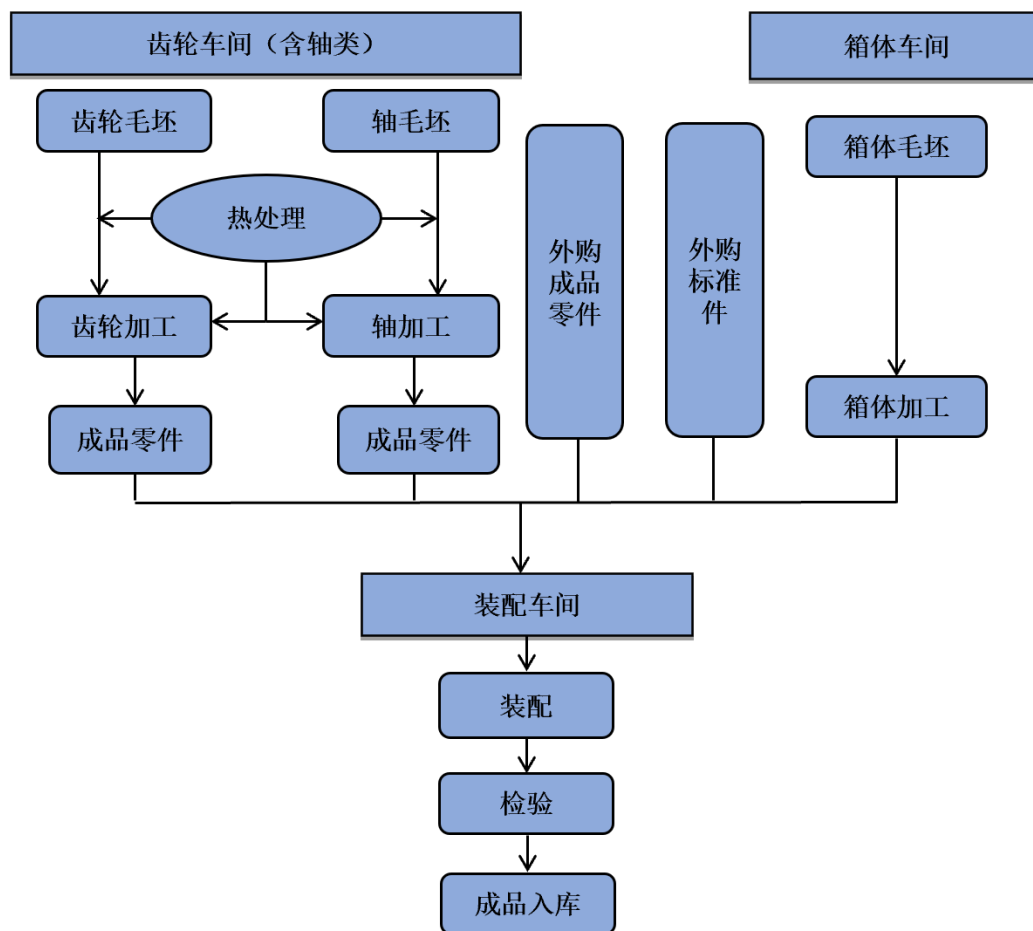 齿轮车间（含轴类）
箱体车间
齿轮毛坯
轴毛坯
箱体毛坯
热处理
外购
成品
零件
外购
标准
件
齿轮加工
轴加工
箱体加工
成品零件
成品零件
装配车间
装配
检验
成品入库